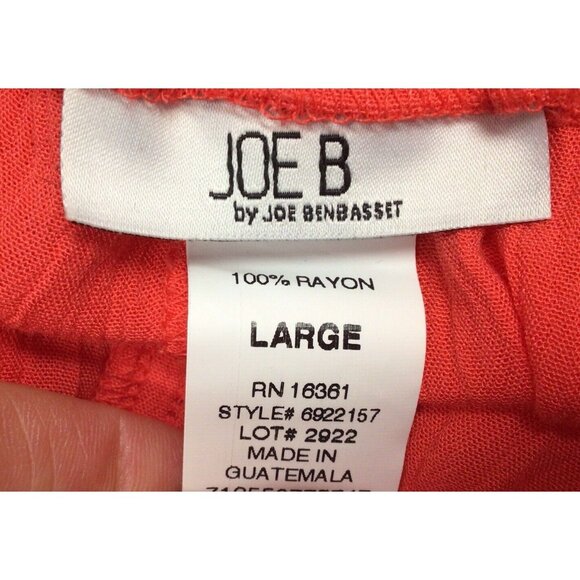 JOE B
by JOE BENBASSET
100% RAYON
LARGE
RN 16361
STYLE# 6922157
LOT# 2922
MADE IN
GUATEMALA